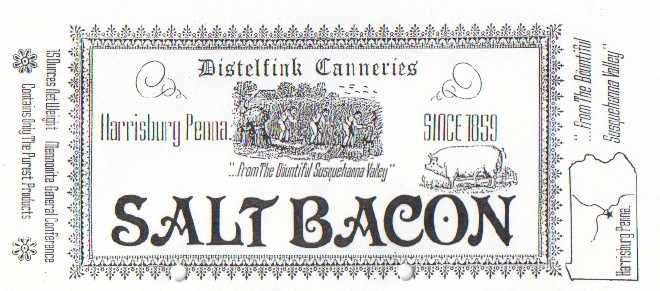 15 Ounces Net Weight Mennonite General Conference
Contains Only The Purest Products
Distelfink Canneries
Harrisburg Penna.
SINCE 1859
"...From The Bountiful Susquehanna Valley"
SALT BACON
"...From The Bountiful
Susquehanna Valley"
Harrisburg Penna.